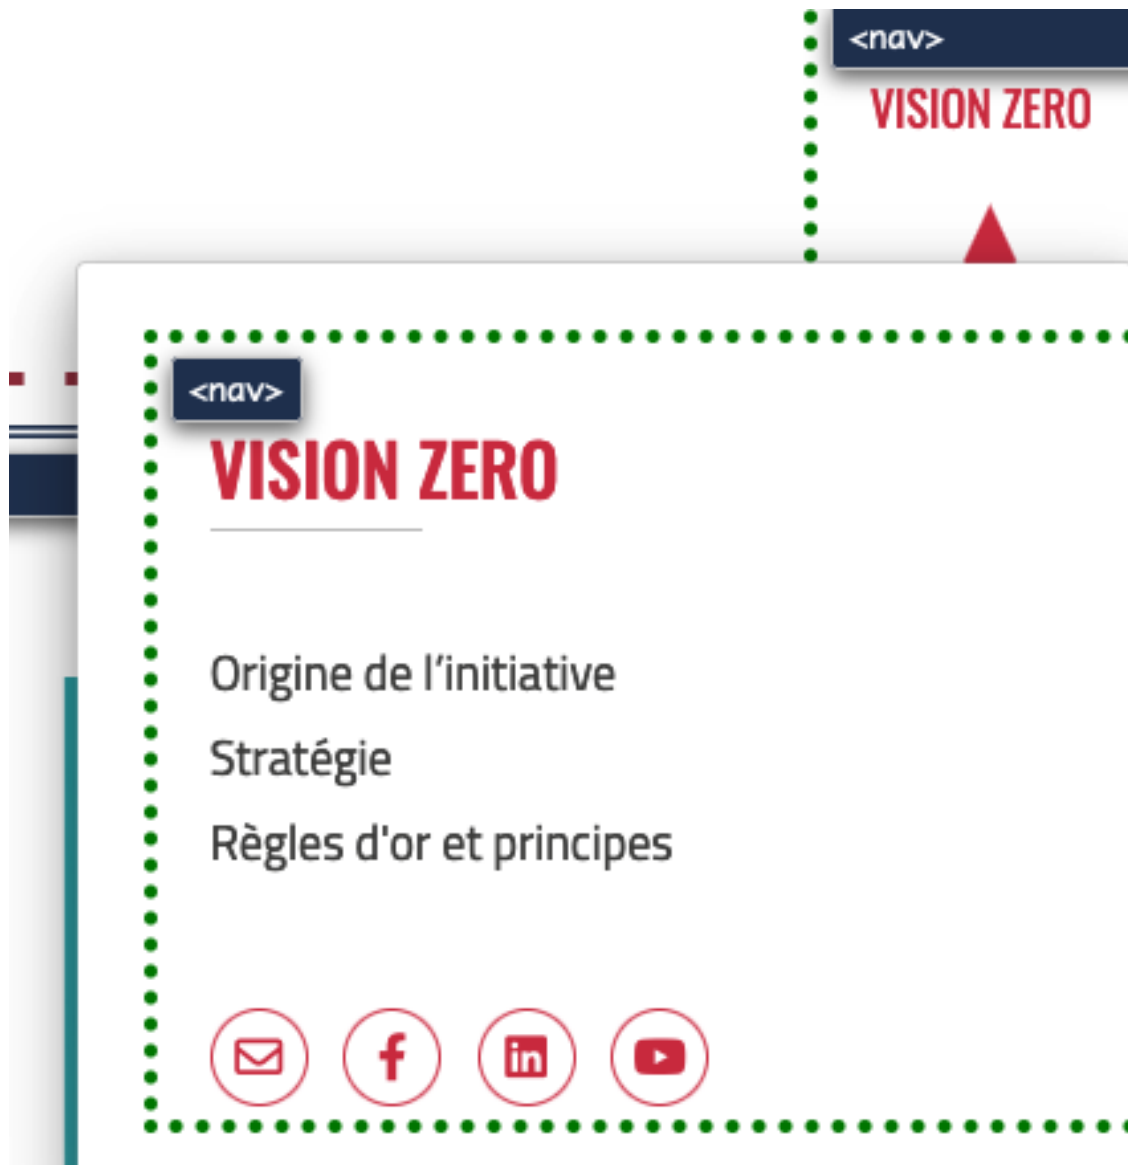 <nav>
VISION ZERO
<nav>
VISION ZERO
Origine de l’initiative
Stratégie
Règles d'or et principes